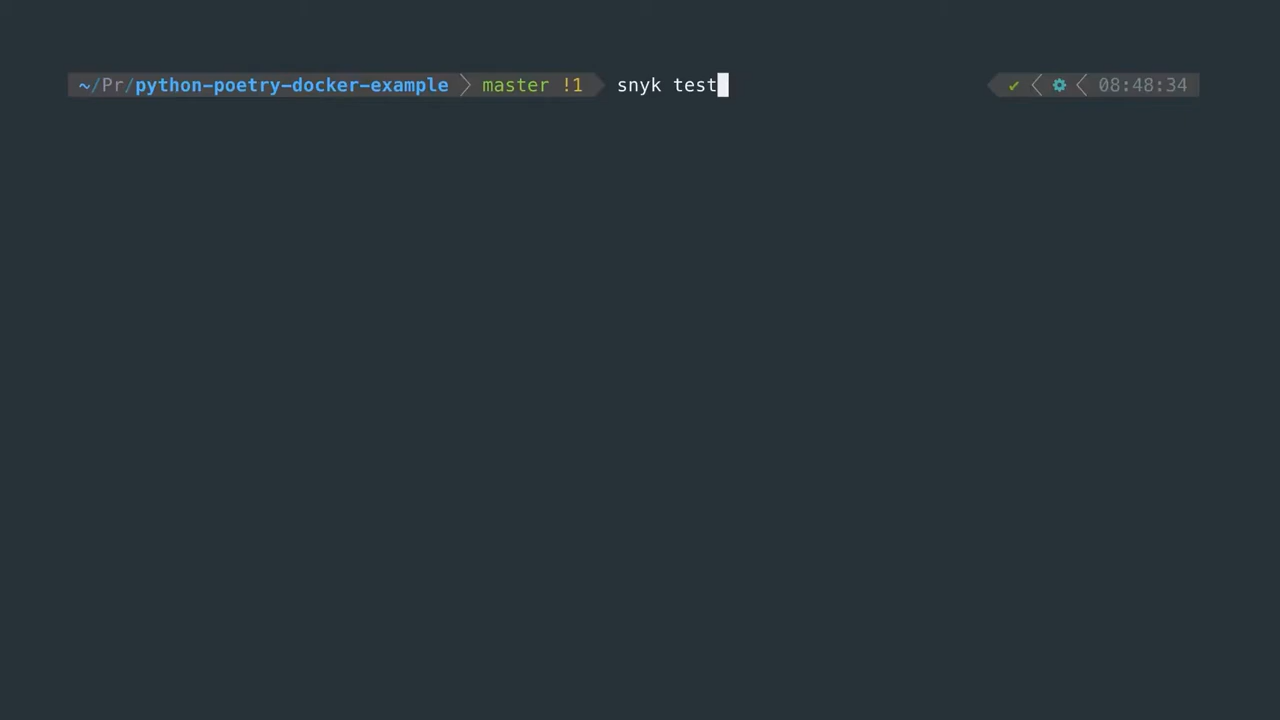 ~/Pr/python-poetry-docker-example master !1 snyk test ✔ 08:48:34